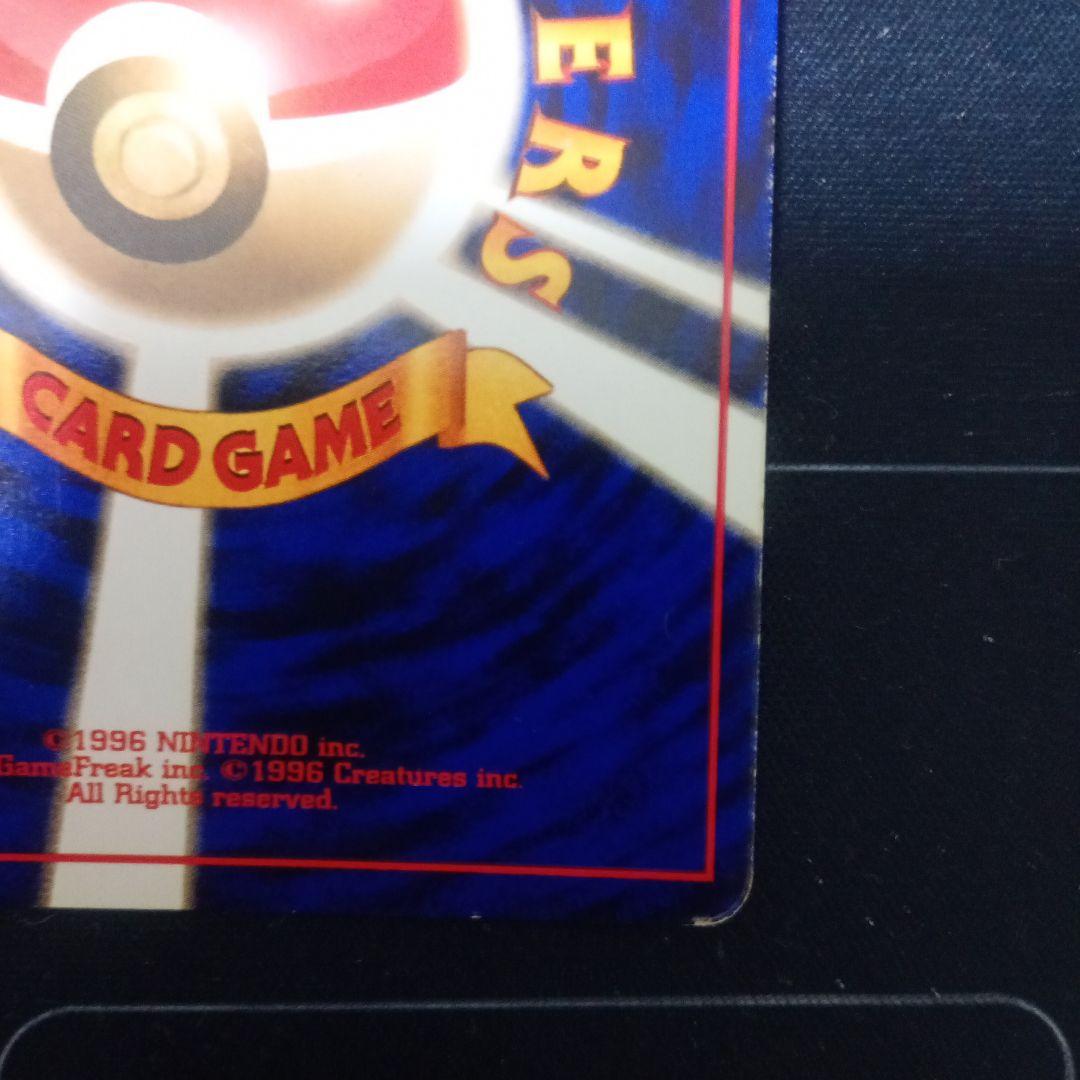 ERS
CARD GAME
©1996 NINTENDO inc.
GameFreak inc. ©1996 Creatures inc.
All Rights reserved.